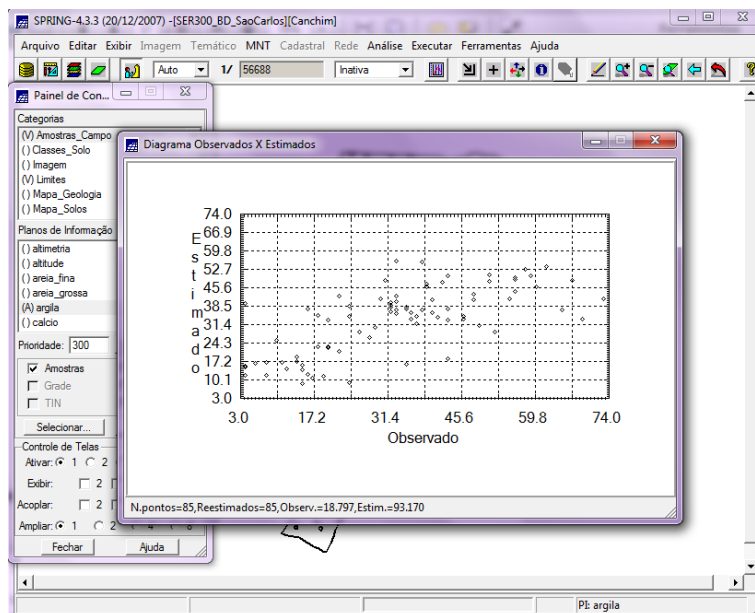 SPRING-4.3.3 (20/12/2007) -[SER300_BD_SaoCarlos][Canchim]
Arquivo Editar Exibir Imagem Temático MNT Cadastral Rede Análise Executar Ferramentas Ajuda
Auto 1/ 56688 Inativa
Painel de Con...
Categorias
(V) Amostras_Campo
() Classes_Solo
() Imagem
(V) Limites
() Mapa_Geologia
() Mapa_Solos
Planos de Informação
() altimetria
() altitude
() areia_fina
() areia_grossa
(A) argila
() calcio
Prioridade: 300
Amostras
Grade
TIN
Selecionar...
Controle de Telas
Ativar: 1 2
Exibir: 2
Acoplar: 2
Ampliar: 1 2 4 8
Fechar Ajuda
Diagrama Observados X Estimados
Estimado
74.0
66.9
59.8
52.7
45.6
38.5
31.4
24.3
17.2
10.1
3.0
3.0 17.2 31.4 45.6 59.8 74.0
Observado
N.pontos=85,Reestimados=85,Observ.=18.797,Estim.=93.170
PI: argila